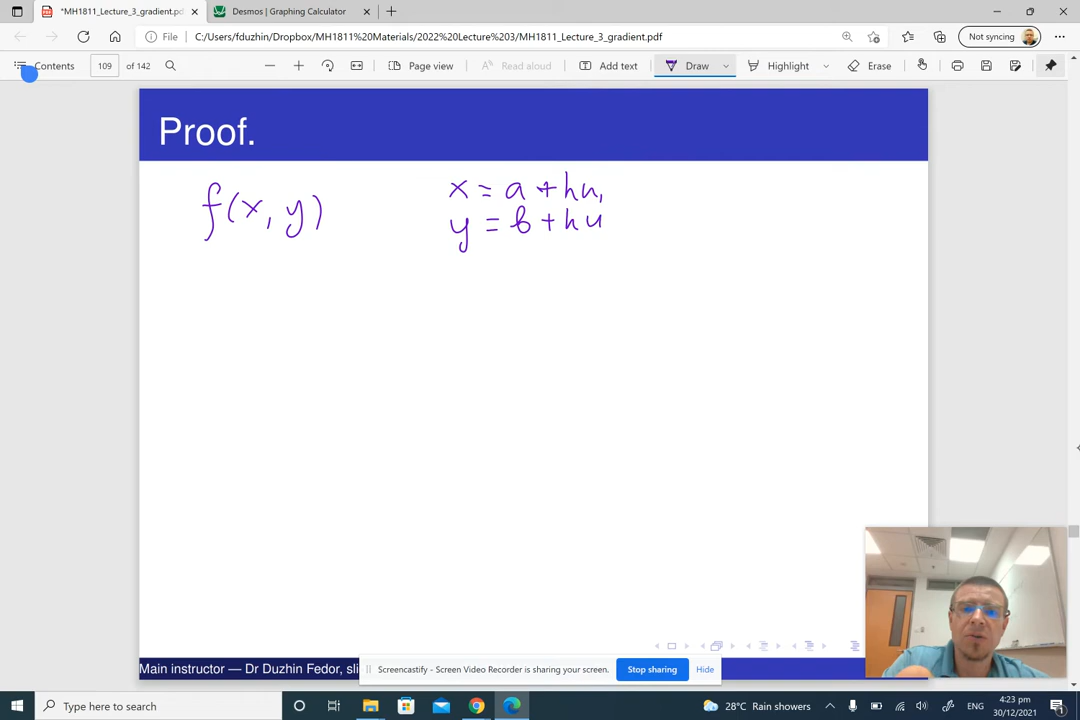 *MH1811_Lecture_3_gradient.pd
Desmos | Graphing Calculator
File
C:/Users/fduzhin/Dropbox/MH1811%20Materials/2022%20Lecture%203/MH1811_Lecture_3_gradient.pdf
Not syncing
Contents
109 of 142
Page view
Read aloud
Add text
Draw
Highlight
Erase
Proof.
f(x, y)
x = a + hu₁
y = b + hu
Main instructor — Dr Duzhin Fedor, sli
Screencastify - Screen Video Recorder is sharing your screen.
Stop sharing
Hide
Type here to search
28°C Rain showers
ENG
4:23 pm
30/12/2021
1